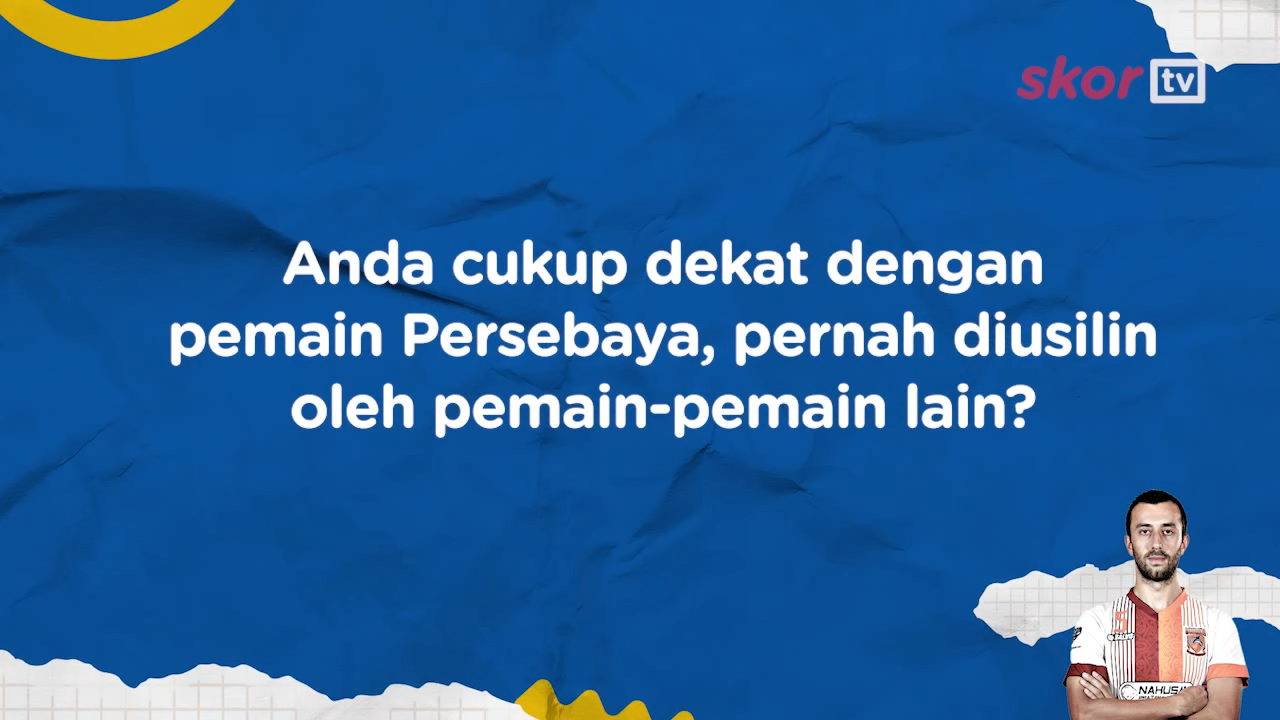 skor tv
Anda cukup dekat dengan
pemain Persebaya, pernah diusilin
oleh pemain-pemain lain?